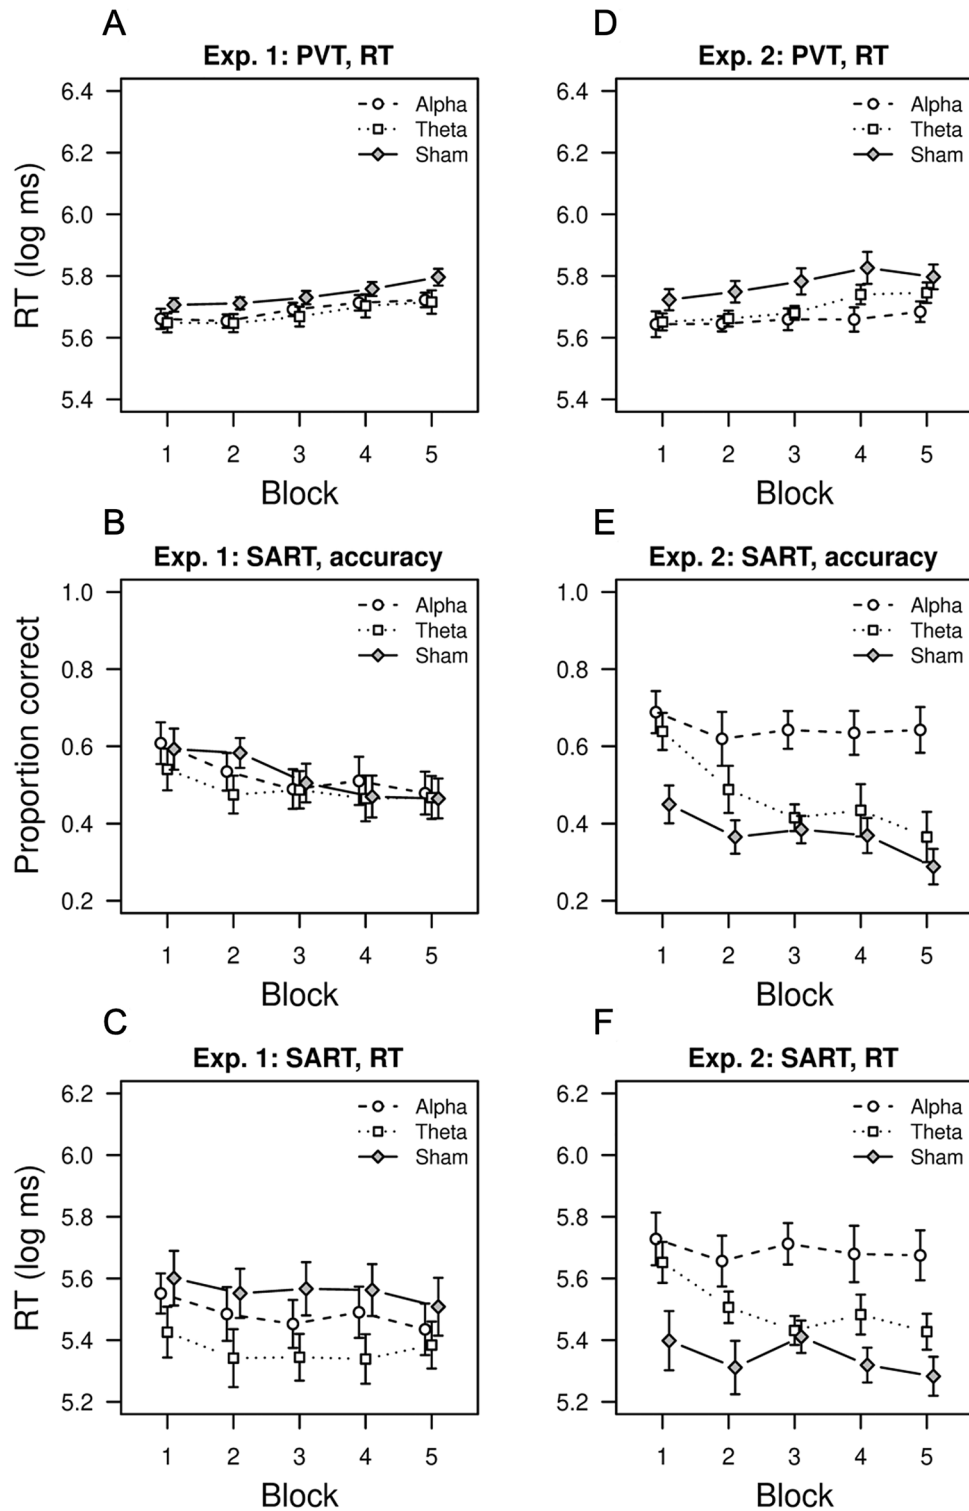 A
Exp. 1: PVT, RT
RT (log ms)
6.4
6.2
6.0
5.8
5.6
5.4
Alpha
Theta
Sham
1 2 3 4 5
Block
D
Exp. 2: PVT, RT
6.4
6.2
6.0
5.8
5.6
5.4
Alpha
Theta
Sham
1 2 3 4 5
Block
B
Exp. 1: SART, accuracy
Proportion correct
1.0
0.8
0.6
0.4
0.2
Alpha
Theta
Sham
1 2 3 4 5
Block
E
Exp. 2: SART, accuracy
1.0
0.8
0.6
0.4
0.2
Alpha
Theta
Sham
1 2 3 4 5
Block
C
Exp. 1: SART, RT
RT (log ms)
6.2
6.0
5.8
5.6
5.4
5.2
Alpha
Theta
Sham
1 2 3 4 5
Block
F
Exp. 2: SART, RT
6.2
6.0
5.8
5.6
5.4
5.2
Alpha
Theta
Sham
1 2 3 4 5
Block